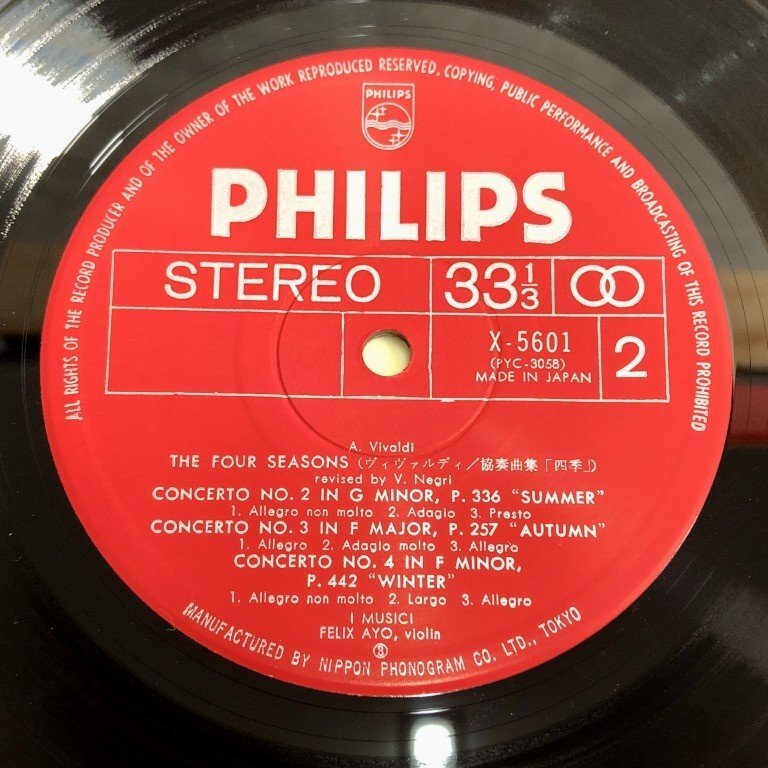 ALL RIGHTS OF THE RECORD PRODUCER AND OF THE OWNER OF THE WORK REPRODUCED RESERVED. COPYING, PUBLIC PERFORMANCE AND BROADCASTING OF THIS RECORD PROHIBITED
PHILIPS
PHILIPS
STEREO 33 1/3
X-5601
(PYC-3058)
MADE IN JAPAN
2
A. Vivaldi
THE FOUR SEASONS (ヴィヴァルディ/協奏曲集「四季」)
revised by V. Negri
CONCERTO NO. 2 IN G MINOR, P. 336 "SUMMER"
1. Allegro non molto 2. Adagio 3. Presto
CONCERTO NO. 3 IN F MAJOR, P. 257 "AUTUMN"
1. Allegro 2. Adagio molto 3. Allegro
CONCERTO NO. 4 IN F MINOR,
P. 442 "WINTER"
1. Allegro non molto 2. Largo 3. Allegro
I MUSICI
FELIX AYO, violin
MANUFACTURED BY NIPPON PHONOGRAM CO. LTD., TOKYO